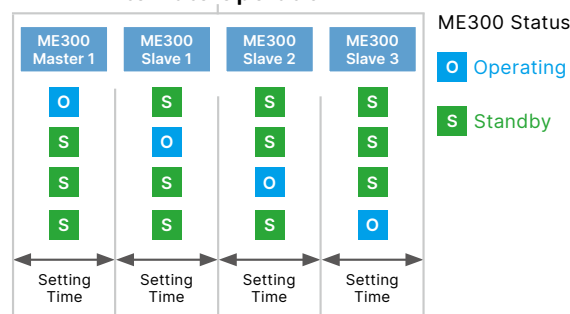 ME300 Status
ME300 Master 1
ME300 Slave 1
ME300 Slave 2
ME300 Slave 3
O Operating
S Standby
O S S S
S O S S
S S O S
S S S O
Setting Time
Setting Time
Setting Time
Setting Time